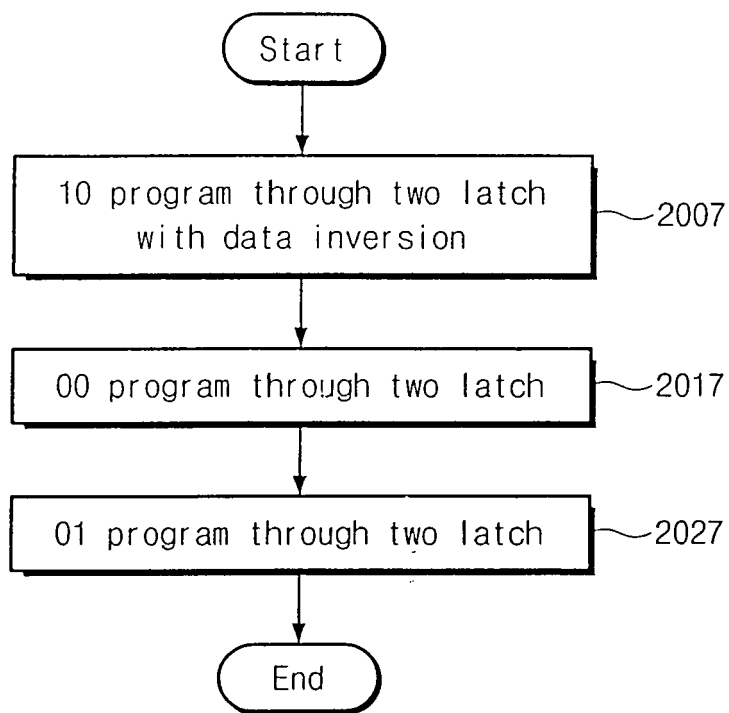 Start
10 program through two latch
with data inversion
2007
00 program through two latch
2017
01 program through two latch
2027
End